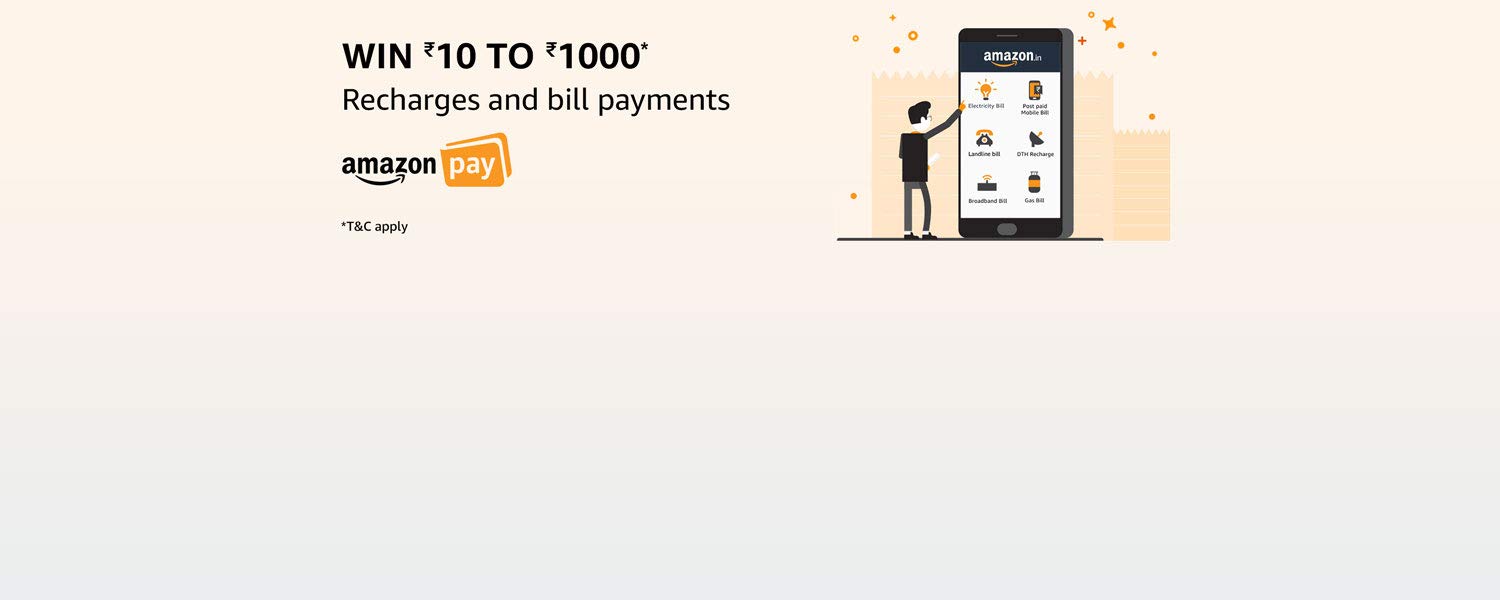 WIN ₹10 TO ₹1000*
Recharges and bill payments
amazon pay
*T&C apply
amazon.in
Electricity Bill
Post paid
Mobile Bill
Landline bill
DTH Recharge
Broadband Bill
Gas Bill